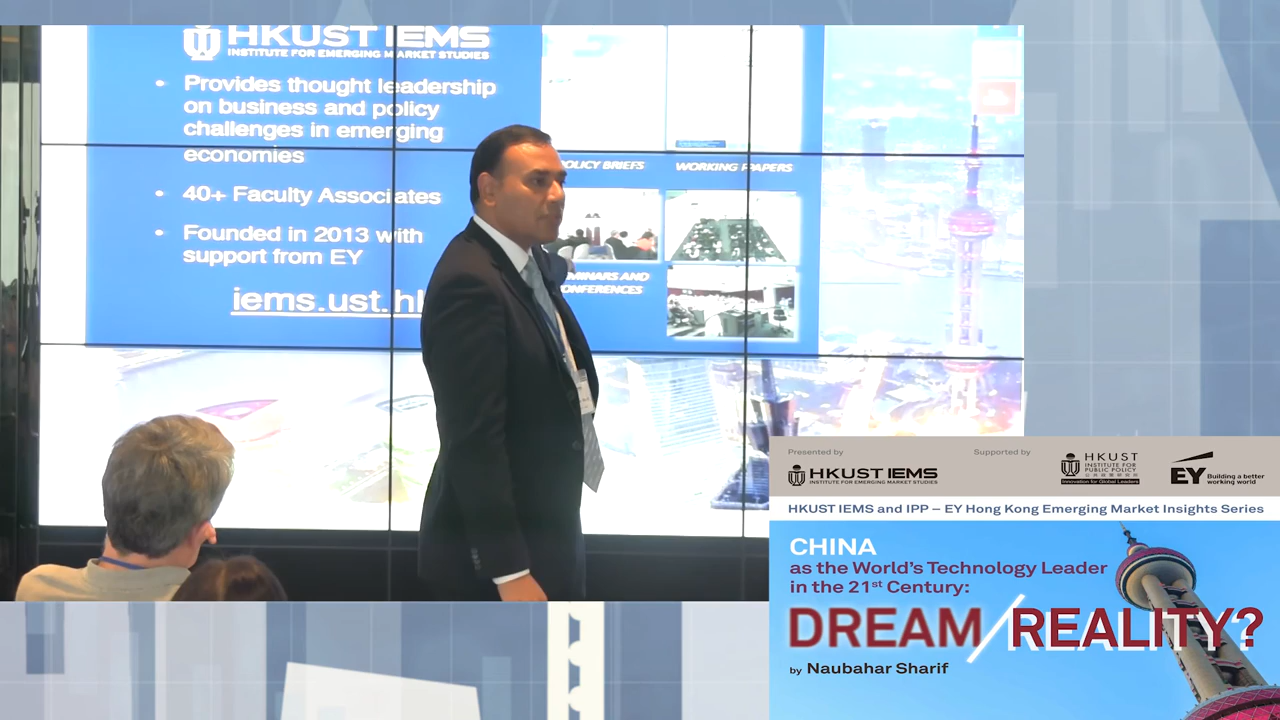 HKUST IEMS
INSTITUTE FOR EMERGING MARKET STUDIES
• Provides thought leadership
on business and policy
challenges in emerging
economies
• 40+ Faculty Associates
• Founded in 2013 with
support from EY
iems.ust.h
POLICY BRIEFS
WORKING PAPERS
SEMINARS AND
CONFERENCES
Presented by
HKUST IEMS
INSTITUTE FOR EMERGING MARKET STUDIES
Supported by
HKUST
INSTITUTE FOR
PUBLIC POLICY
Innovation for Global Leaders
EY
Building a better
working world
HKUST IEMS and IPP – EY Hong Kong Emerging Market Insights Series
CHINA
as the World's Technology Leader
in the 21st Century:
DREAM/REALITY?
by Naubahar Sharif